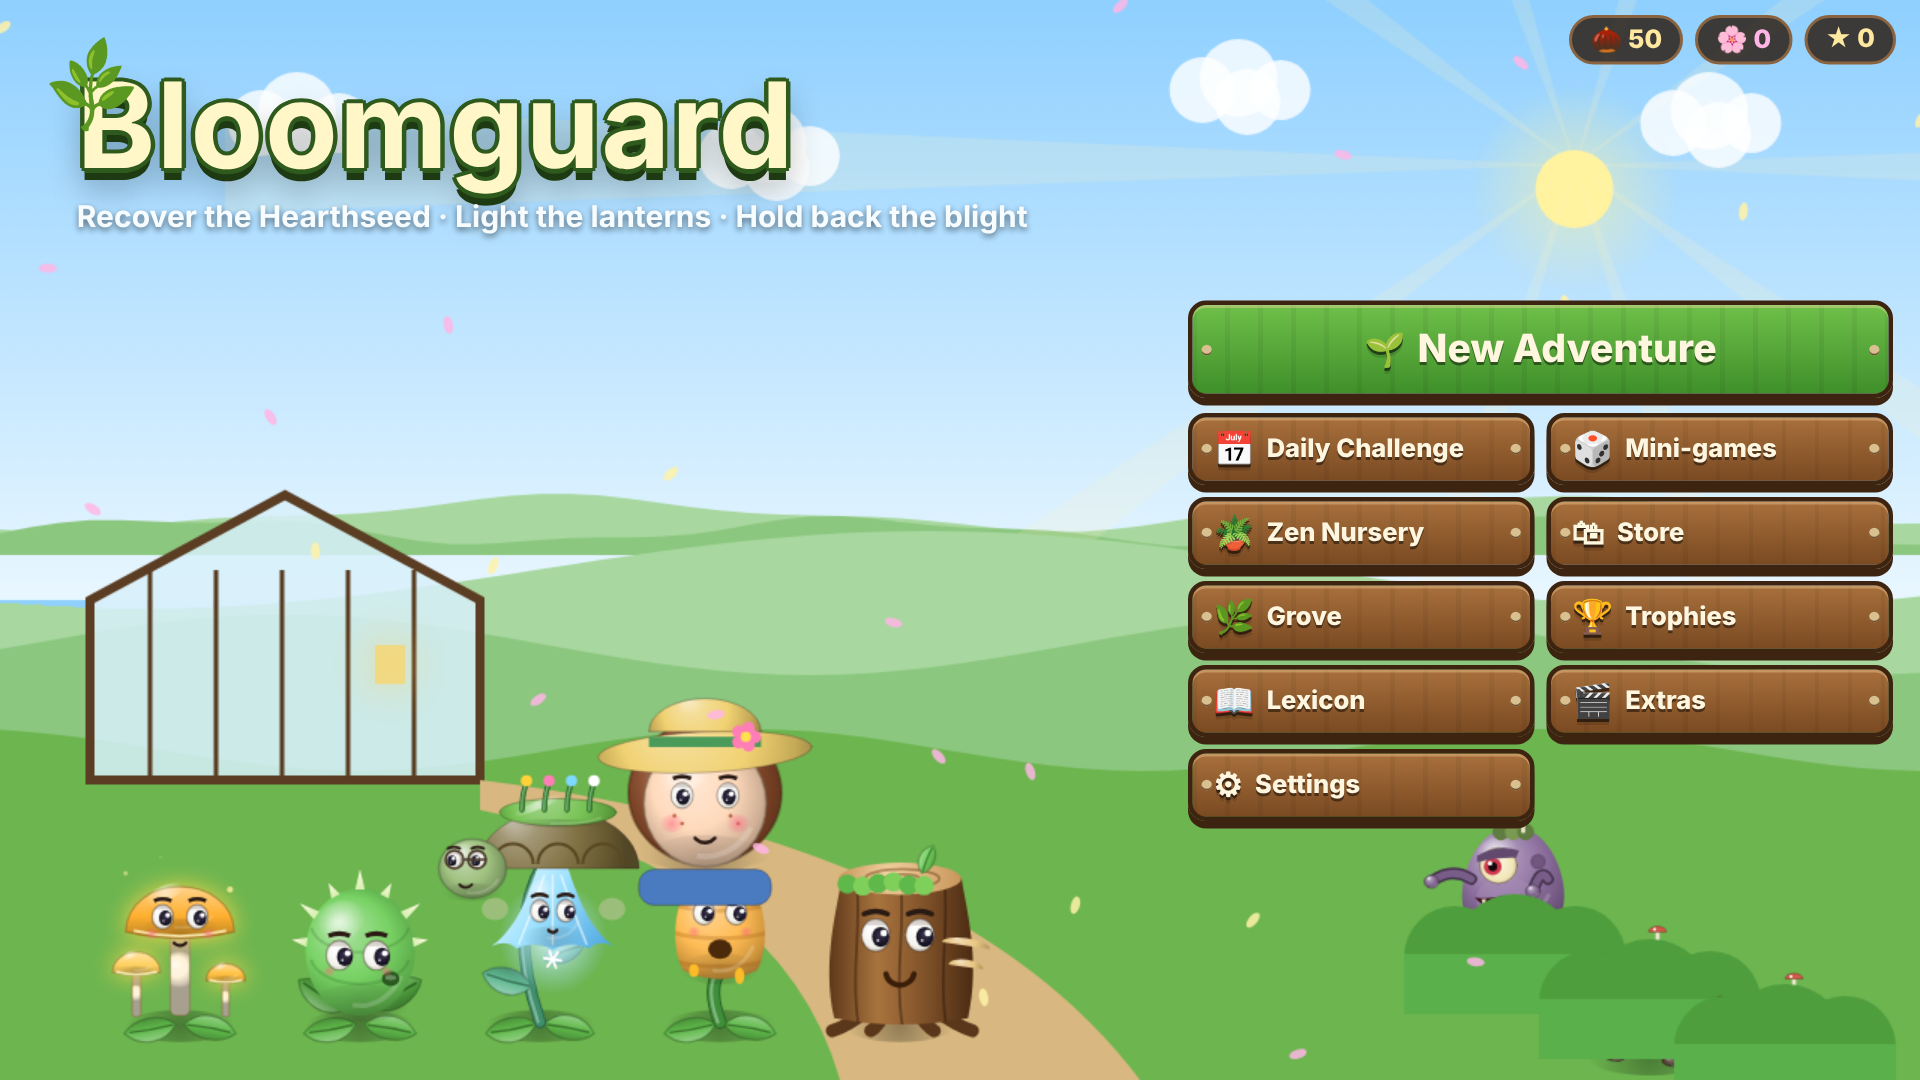 50
0
★ 0
Bloomguard
Recover the Hearthseed · Light the lanterns · Hold back the blight
New Adventure
July
17
Daily Challenge
Mini-games
Zen Nursery
Store
Grove
Trophies
Lexicon
Extras
Settings